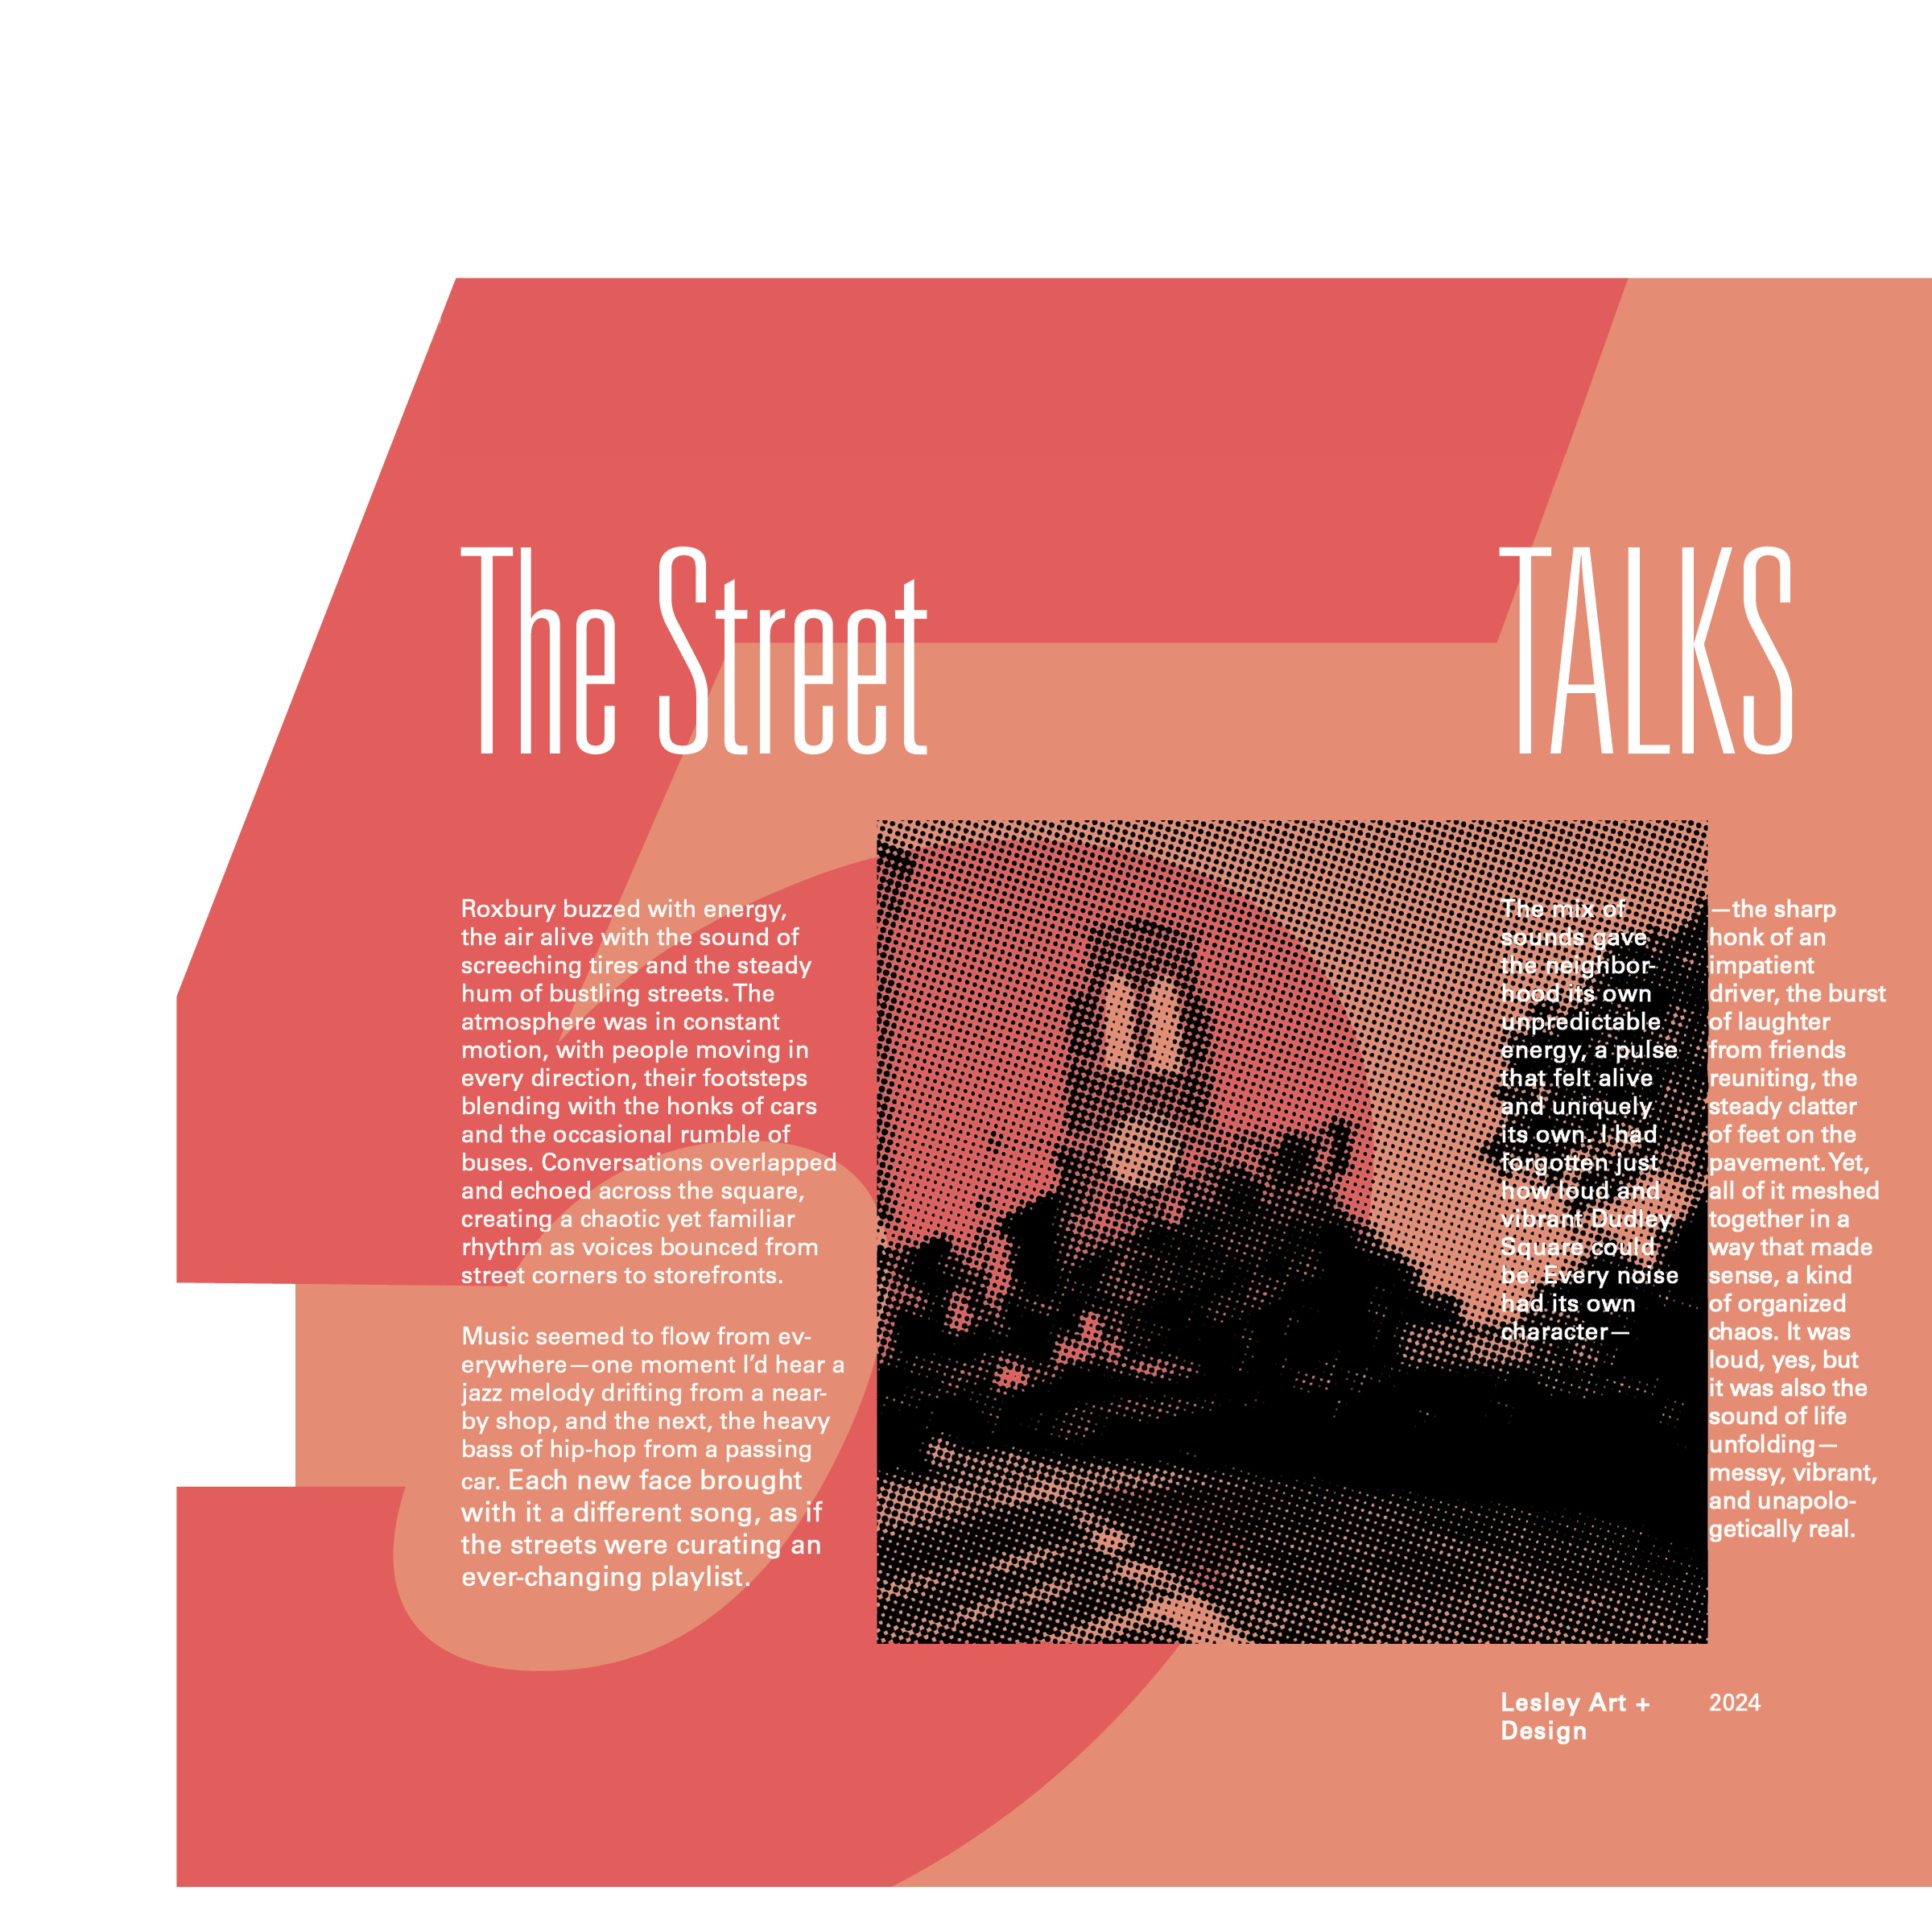 The Street TALKS
Roxbury buzzed with energy,
the air alive with the sound of
screeching tires and the steady
hum of bustling streets. The
atmosphere was in constant
motion, with people moving in
every direction, their footsteps
blending with the honks of cars
and the occasional rumble of
buses. Conversations overlapped
and echoed across the square,
creating a chaotic yet familiar
rhythm as voices bounced from
street corners to storefronts.
Music seemed to flow from ev-
erywhere—one moment I’d hear a
jazz melody drifting from a near-
by shop, and the next, the heavy
bass of hip-hop from a passing
car. Each new face brought
with it a different song, as if
the streets were curating an
ever-changing playlist.
The mix of
sounds gave
the neighbor-
hood its own
unpredictable
energy, a pulse
that felt alive
and uniquely
its own. I had
forgotten just
how loud and
vibrant Dudley
Square could
be. Every noise
had its own
character—
—the sharp
honk of an
impatient
driver, the burst
of laughter
from friends
reuniting, the
steady clatter
of feet on the
pavement. Yet,
all of it meshed
together in a
way that made
sense, a kind
of organized
chaos. It was
loud, yes, but
it was also the
sound of life
unfolding—
messy, vibrant,
and unapolo-
getically real.
Lesley Art +
Design
2024